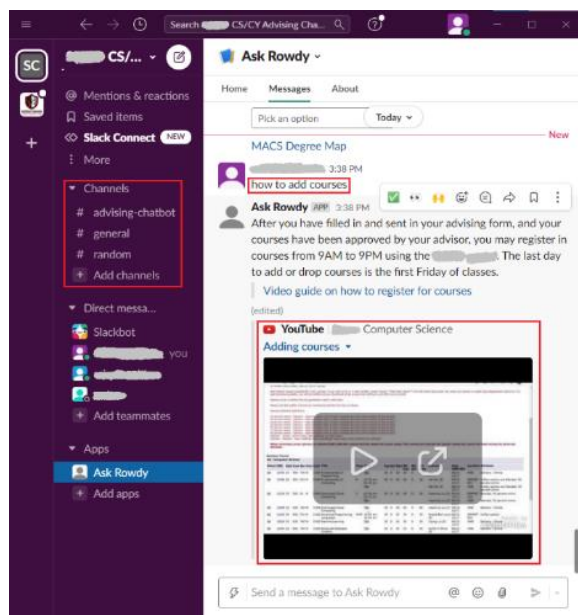 Search CS/CY Advising Cha...
SC
CS/...
Mentions & reactions
Saved items
Slack Connect NEW
More
Channels
# advising-chatbot
# general
# random
+ Add channels
Direct messa...
Slackbot
you
+ Add teammates
Apps
Ask Rowdy
+ Add apps
Ask Rowdy
Home Messages About
Pick an option
Today
New
MACS Degree Map
3:38 PM
how to add courses
Ask Rowdy APP 3:38 PM
After you have filled in and sent in your advising form, and your
courses have been approved by your advisor, you may register in
courses from 9AM to 9PM using the . The last day
to add or drop courses is the first Friday of classes.
Video guide on how to register for courses
(edited)
YouTube Computer Science
Adding courses
Send a message to Ask Rowdy